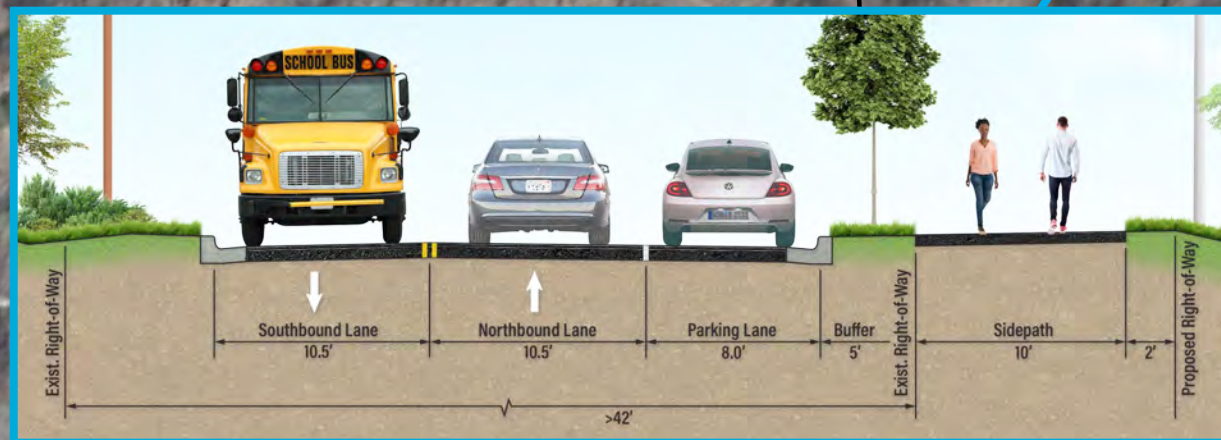 SCHOOL BUS
Exist. Right-of-Way
Southbound Lane
10.5'
Northbound Lane
10.5'
Parking Lane
8.0'
Buffer
5'
Exist. Right-of-Way
Sidepath
10'
2'
Proposed Right-of-Way
>42'